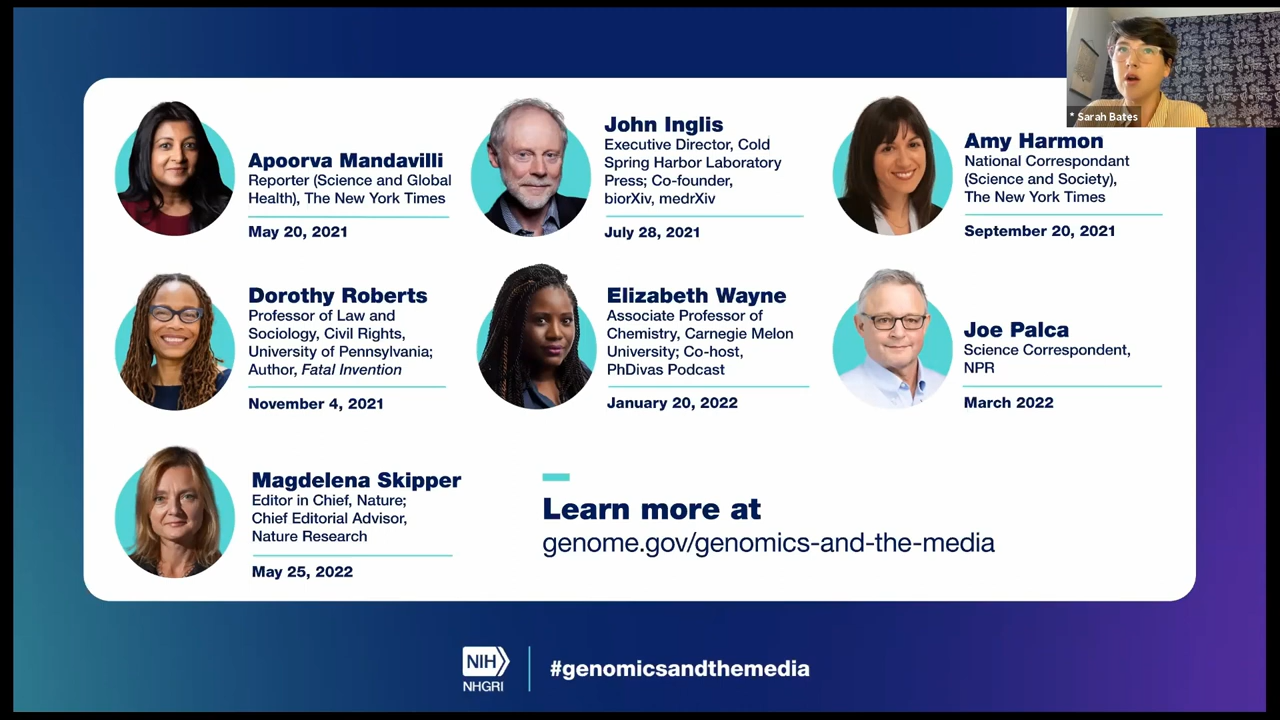 * Sarah Bates
Apoorva Mandavilli
Reporter (Science and Global
Health), The New York Times
May 20, 2021
John Inglis
Executive Director, Cold
Spring Harbor Laboratory
Press; Co-founder,
biorXiv, medrXiv
July 28, 2021
Amy Harmon
National Correspondant
(Science and Society),
The New York Times
September 20, 2021
Dorothy Roberts
Professor of Law and
Sociology, Civil Rights,
University of Pennsylvania;
Author, Fatal Invention
November 4, 2021
Elizabeth Wayne
Associate Professor of
Chemistry, Carnegie Melon
University; Co-host,
PhDivas Podcast
January 20, 2022
Joe Palca
Science Correspondent,
NPR
March 2022
Magdelena Skipper
Editor in Chief, Nature;
Chief Editorial Advisor,
Nature Research
May 25, 2022
Learn more at
genome.gov/genomics-and-the-media
NIH
NHGRI
#genomicsandthemedia